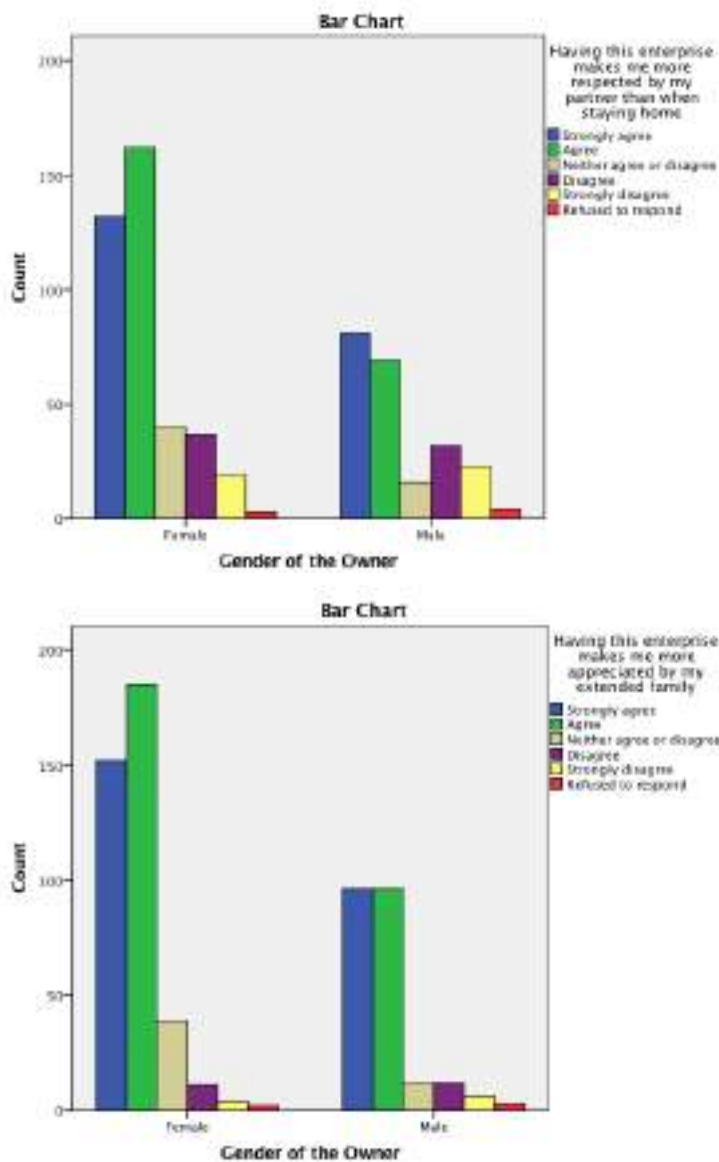 Bar Chart
Having this enterprise
makes me more
respected by my
partner than when
staying home
Strongly agree
Agree
Neither agree or disagree
Disagree
Strongly disagree
Refused to respond
200
150
100
50
0
Count
Female
Male
Gender of the Owner
Bar Chart
Having this enterprise
makes me more
appreciated by my
extended family
Strongly agree
Agree
Neither agree or disagree
Disagree
Strongly disagree
Refused to respond
200
150
100
50
0
Count
Female
Male
Gender of the Owner